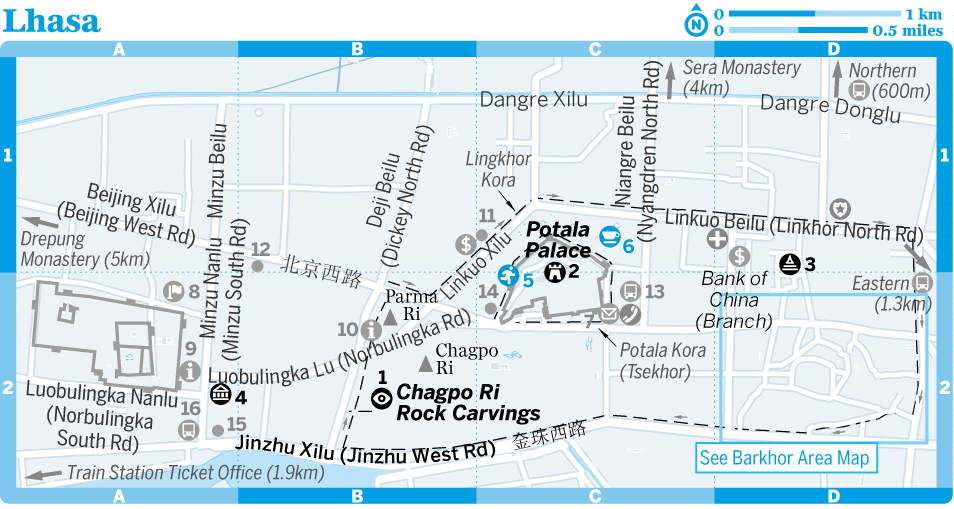 Lhasa
N
0 1 km
0 0.5 miles
A B C D
1
1
2
2
A B C D
Sera Monastery
(4km)
Northern
(600m)
Dangre Xilu
Dangre Donglu
Minzu Beilu
Deji Beilu
(Dickey North Rd)
Lingkhor
Kora
Niangre Beilu
(Nyangdren North Rd)
Beijing Xilu
(Beijing West Rd)
Drepung
Monastery (5km)
Minzu Nanlu
(Minzu South Rd)
12
北京西路
11
$
Linkuo Xilu
Potala
Palace
2
5
6
Linkuo Beilu (Linkhor North Rd)
$
3
Bank of
China
(Branch)
Eastern
(1.3km)
8
9
Parma
Ri
10
14
13
7
Luobulingka Lu (Norbulingka Rd)
Chagpo
Ri
Potala Kora
(Tsekhor)
1
Chagpo Ri
Rock Carvings
4
Luobulingka Nanlu
(Norbulingka
South Rd)
16
15
Jinzhu Xilu (Jinzhu West Rd)
金珠西路
See Barkhor Area Map
Train Station Ticket Office (1.9km)